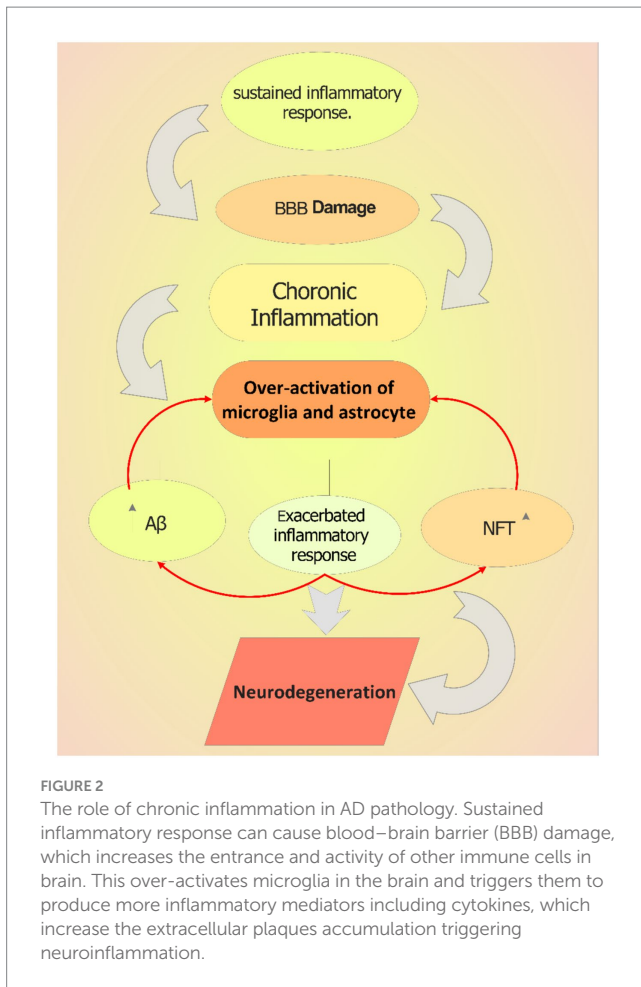 sustained inflammatory
response.
BBB Damage
Choronic
Inflammation
Over-activation of
microglia and astrocyte
Aβ
Exacerbated
inflammatory
response
NFT
Neurodegeneration
FIGURE 2
The role of chronic inflammation in AD pathology. Sustained
inflammatory response can cause blood–brain barrier (BBB) damage,
which increases the entrance and activity of other immune cells in
brain. This over-activates microglia in the brain and triggers them to
produce more inflammatory mediators including cytokines, which
increase the extracellular plaques accumulation triggering
neuroinflammation.